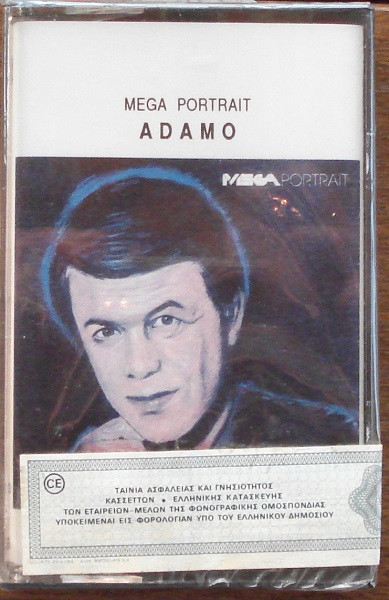 MEGA PORTRAIT
ADAMO
MEGA PORTRAIT
CE
ΤΑΙΝΙΑ ΑΣΦΑΛΕΙΑΣ ΚΑΙ ΓΝΗΣΙΟΤΗΤΟΣ
ΚΑΣΣΕΤΤΩΝ • ΕΛΛΗΝΙΚΗΣ ΚΑΤΑΣΚΕΥΗΣ
ΤΩΝ ΕΤΑΙΡΕΙΩΝ–ΜΕΛΩΝ ΤΗΣ ΦΩΝΟΓΡΑΦΙΚΗΣ ΟΜΟΣΠΟΝΔΙΑΣ
ΥΠΟΚΕΙΜΕΝΑΙ ΕΙΣ ΦΟΡΟΛΟΓΙΑΝ ΥΠΟ ΤΟΥ ΕΛΛΗΝΙΚΟΥ ΔΗΜΟΣΙΟΥ